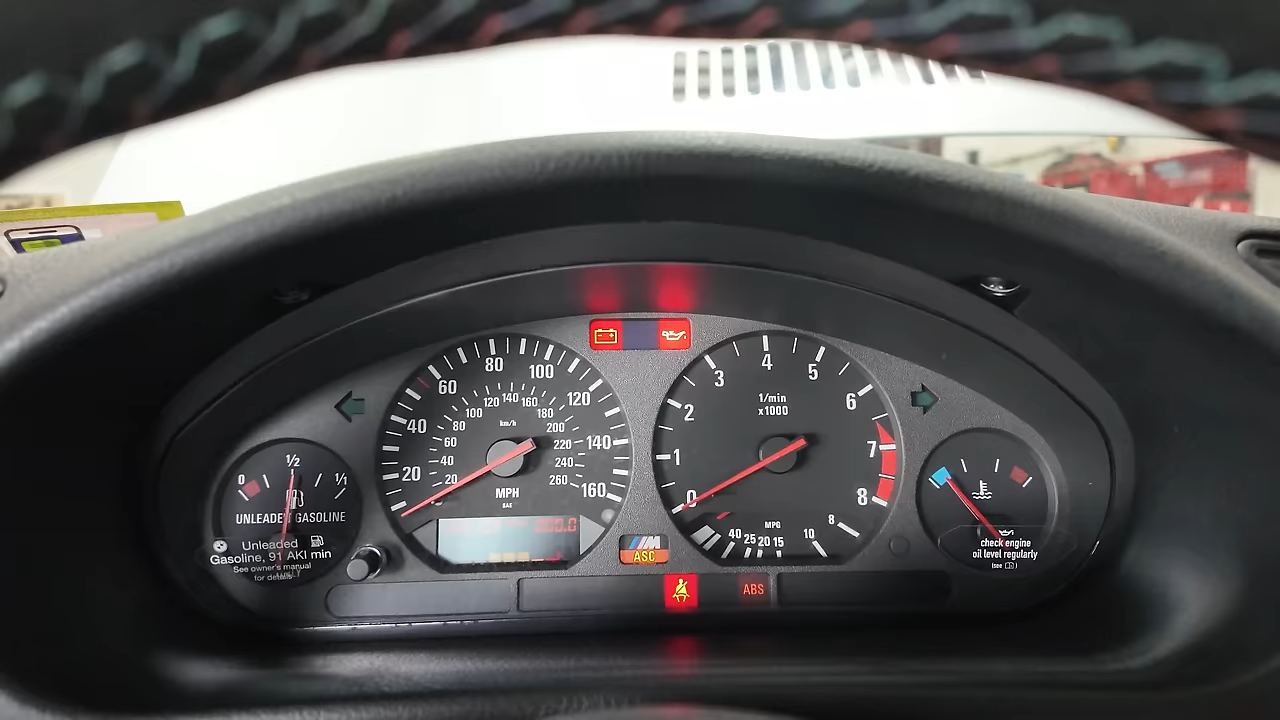 0 1/2 1/1
UNLEADED GASOLINE
Unleaded
Gasoline, 91 AKI min
See owner's manual
for details
20 40 60 80 100 120 140 160
20 40 60 80 100 120 140 160 180 200 220 240 260
km/h
MPH
SAE
0 1 2 3 4 5 6 7 8
1/min
x1000
MPG
40 25 20 15 10 8
M
ASC
ABS
check engine
oil level regularly